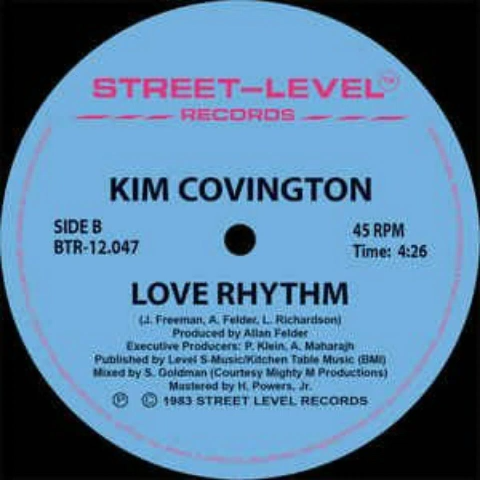 STREET-LEVEL™
RECORDS
KIM COVINGTON
SIDE B
BTR-12.047
45 RPM
Time: 4:26
LOVE RHYTHM
(J. Freeman, A. Felder, L. Richardson)
Produced by Allan Felder
Executive Producers: P. Klein, A. Maharajh
Published by Level S-Music/Kitchen Table Music (BMI)
Mixed by S. Goldman (Courtesy Mighty M Productions)
Mastered by H. Powers, Jr.
Ⓟ © 1983 STREET LEVEL RECORDS